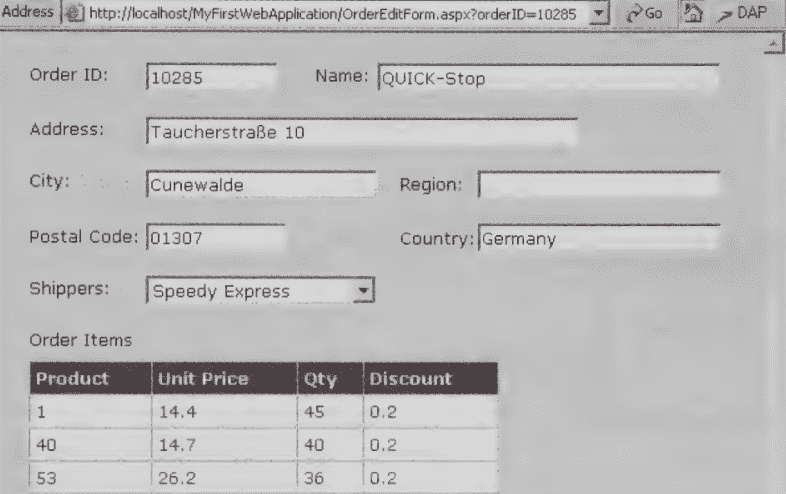 Address http://localhost/MyFirstWebApplication/OrderEditForm.aspx?orderID=10285 Go DAP
Order ID: 10285 Name: QUICK-Stop
Address: Taucherstraße 10
City: Cunewalde Region:
Postal Code: 01307 Country: Germany
Shippers: Speedy Express
Order Items
Product Unit Price Qty Discount
1 14.4 45 0.2
40 14.7 40 0.2
53 26.2 36 0.2